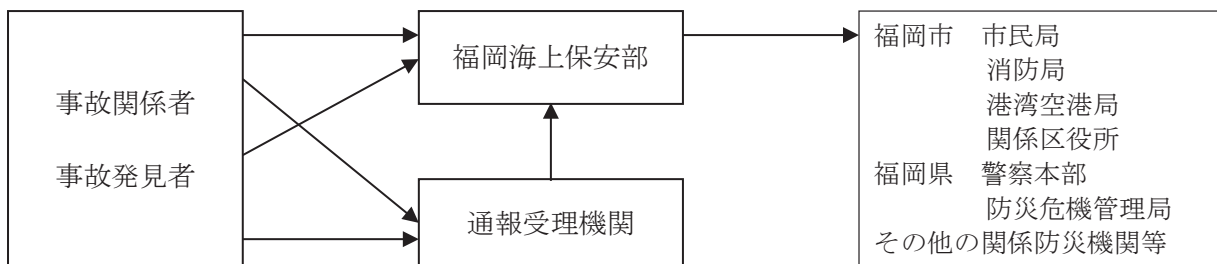 事故関係者
事故発見者
福岡海上保安部
通報受理機関
福岡市　市民局
消防局
港湾空港局
関係区役所
福岡県　警察本部
防災危機管理局
その他の関係防災機関等